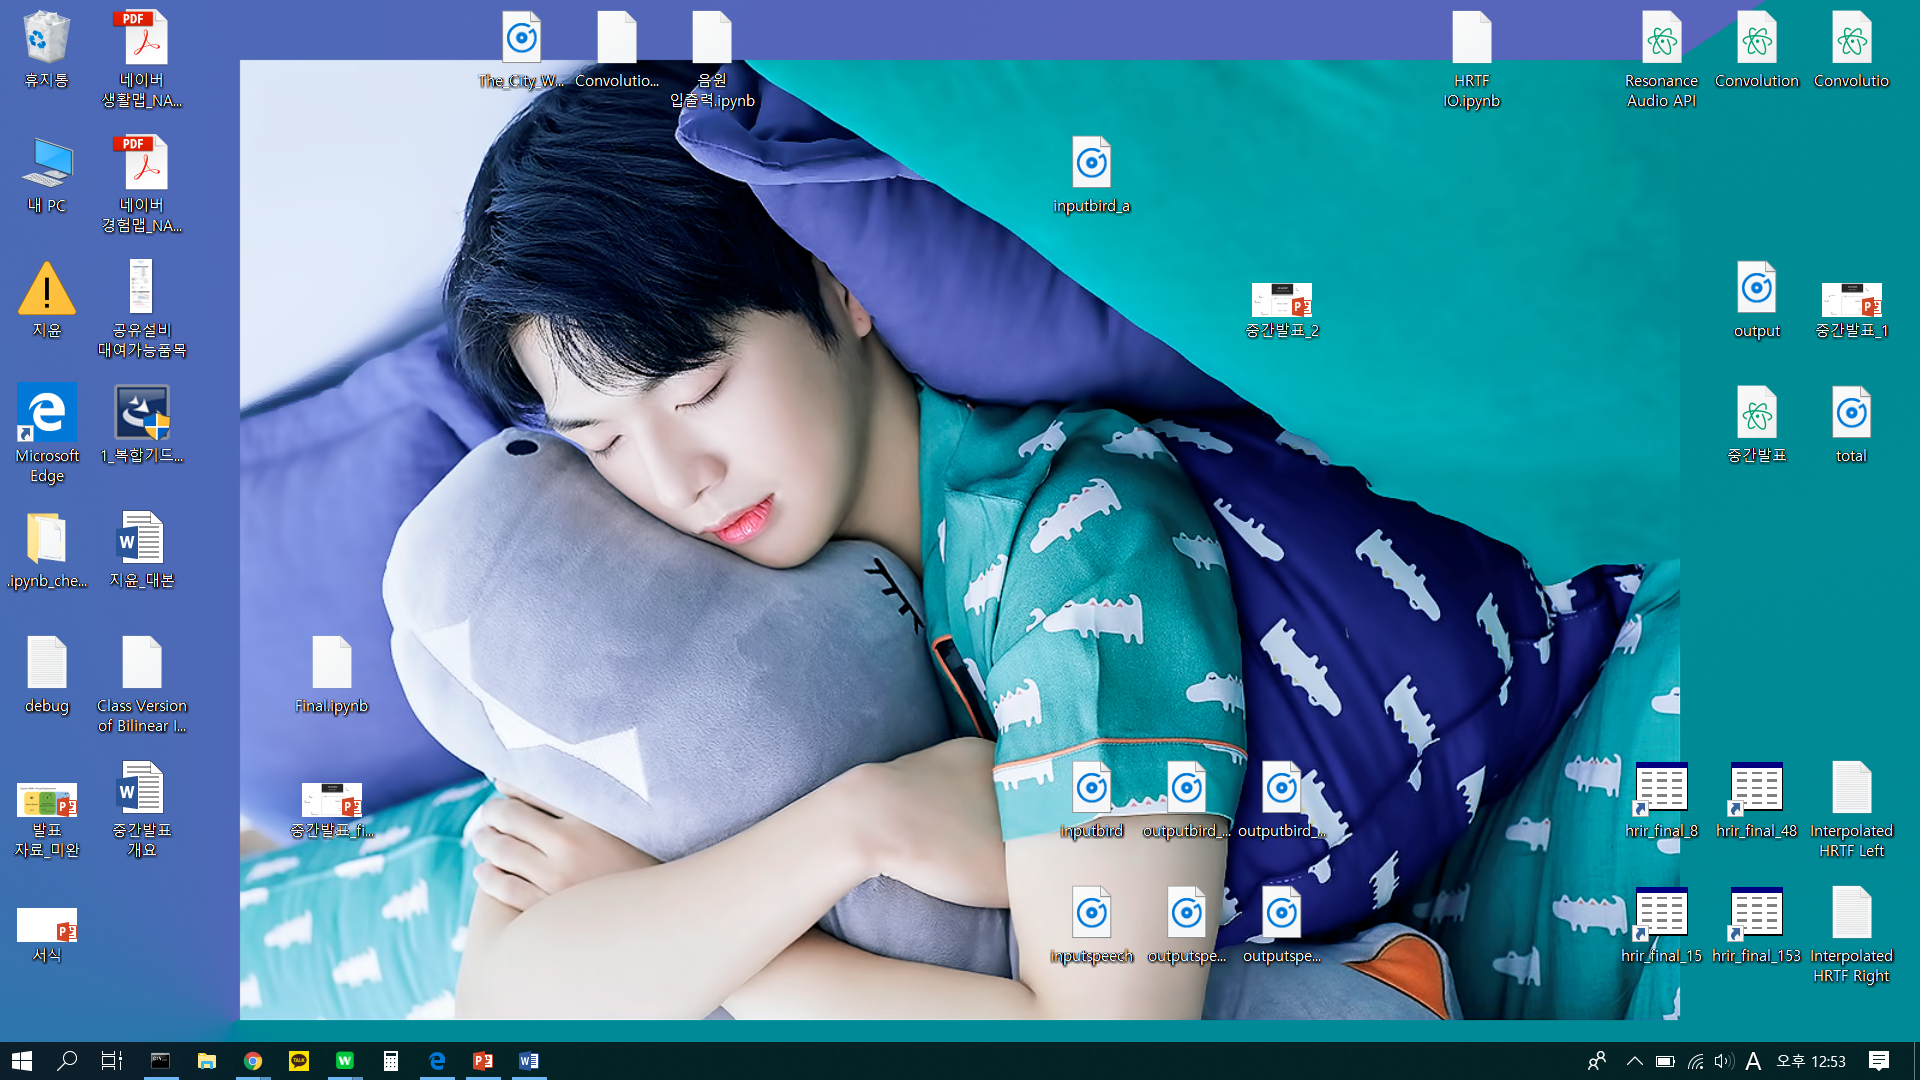 휴지통
PDF
네이버
생활맵_NA...
The_City_W...
Convolutio...
음원
입출력.ipynb
HRTF
IO.ipynb
Resonance
Audio API
Convolution
Convolutio
내 PC
PDF
네이버
경험맵_NA...
inputbird_a
지윤
공유설비
대여가능품목
중간발표_2
output
중간발표_1
Microsoft
Edge
1_복합기드...
중간발표
total
.ipynb_che...
지윤_대본
debug
Class Version
of Bilinear I...
Final.ipynb
발표
자료_미완
중간발표
개요
중간발표_fi...
inputbird
outputbird_...
outputbird_...
hrir_final_8
hrir_final_48
Interpolated
HRTF Left
서식
inputspeech
outputspe...
outputspe...
hrir_final_15
hrir_final_153
Interpolated
HRTF Right
A
오후 12:53